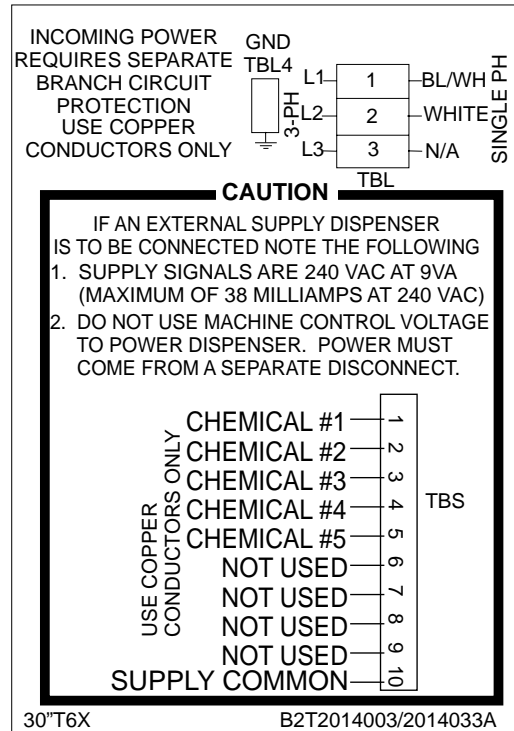 INCOMING POWER
REQUIRES SEPARATE
BRANCH CIRCUIT
PROTECTION
USE COPPER
CONDUCTORS ONLY
GND
TBL4
3-PH
L1 1 BL/WH
L2 2 WHITE
L3 3 N/A
TBL
SINGLE PH
CAUTION
IF AN EXTERNAL SUPPLY DISPENSER
IS TO BE CONNECTED NOTE THE FOLLOWING
1. SUPPLY SIGNALS ARE 240 VAC AT 9VA
(MAXIMUM OF 38 MILLIAMPS AT 240 VAC)
2. DO NOT USE MACHINE CONTROL VOLTAGE
TO POWER DISPENSER. POWER MUST
COME FROM A SEPARATE DISCONNECT.
USE COPPER
CONDUCTORS ONLY
CHEMICAL #1 1
CHEMICAL #2 2
CHEMICAL #3 3
CHEMICAL #4 4
CHEMICAL #5 5
NOT USED 6
NOT USED 7
NOT USED 8
NOT USED 9
SUPPLY COMMON 10
TBS
30”T6X B2T2014003/2014033A